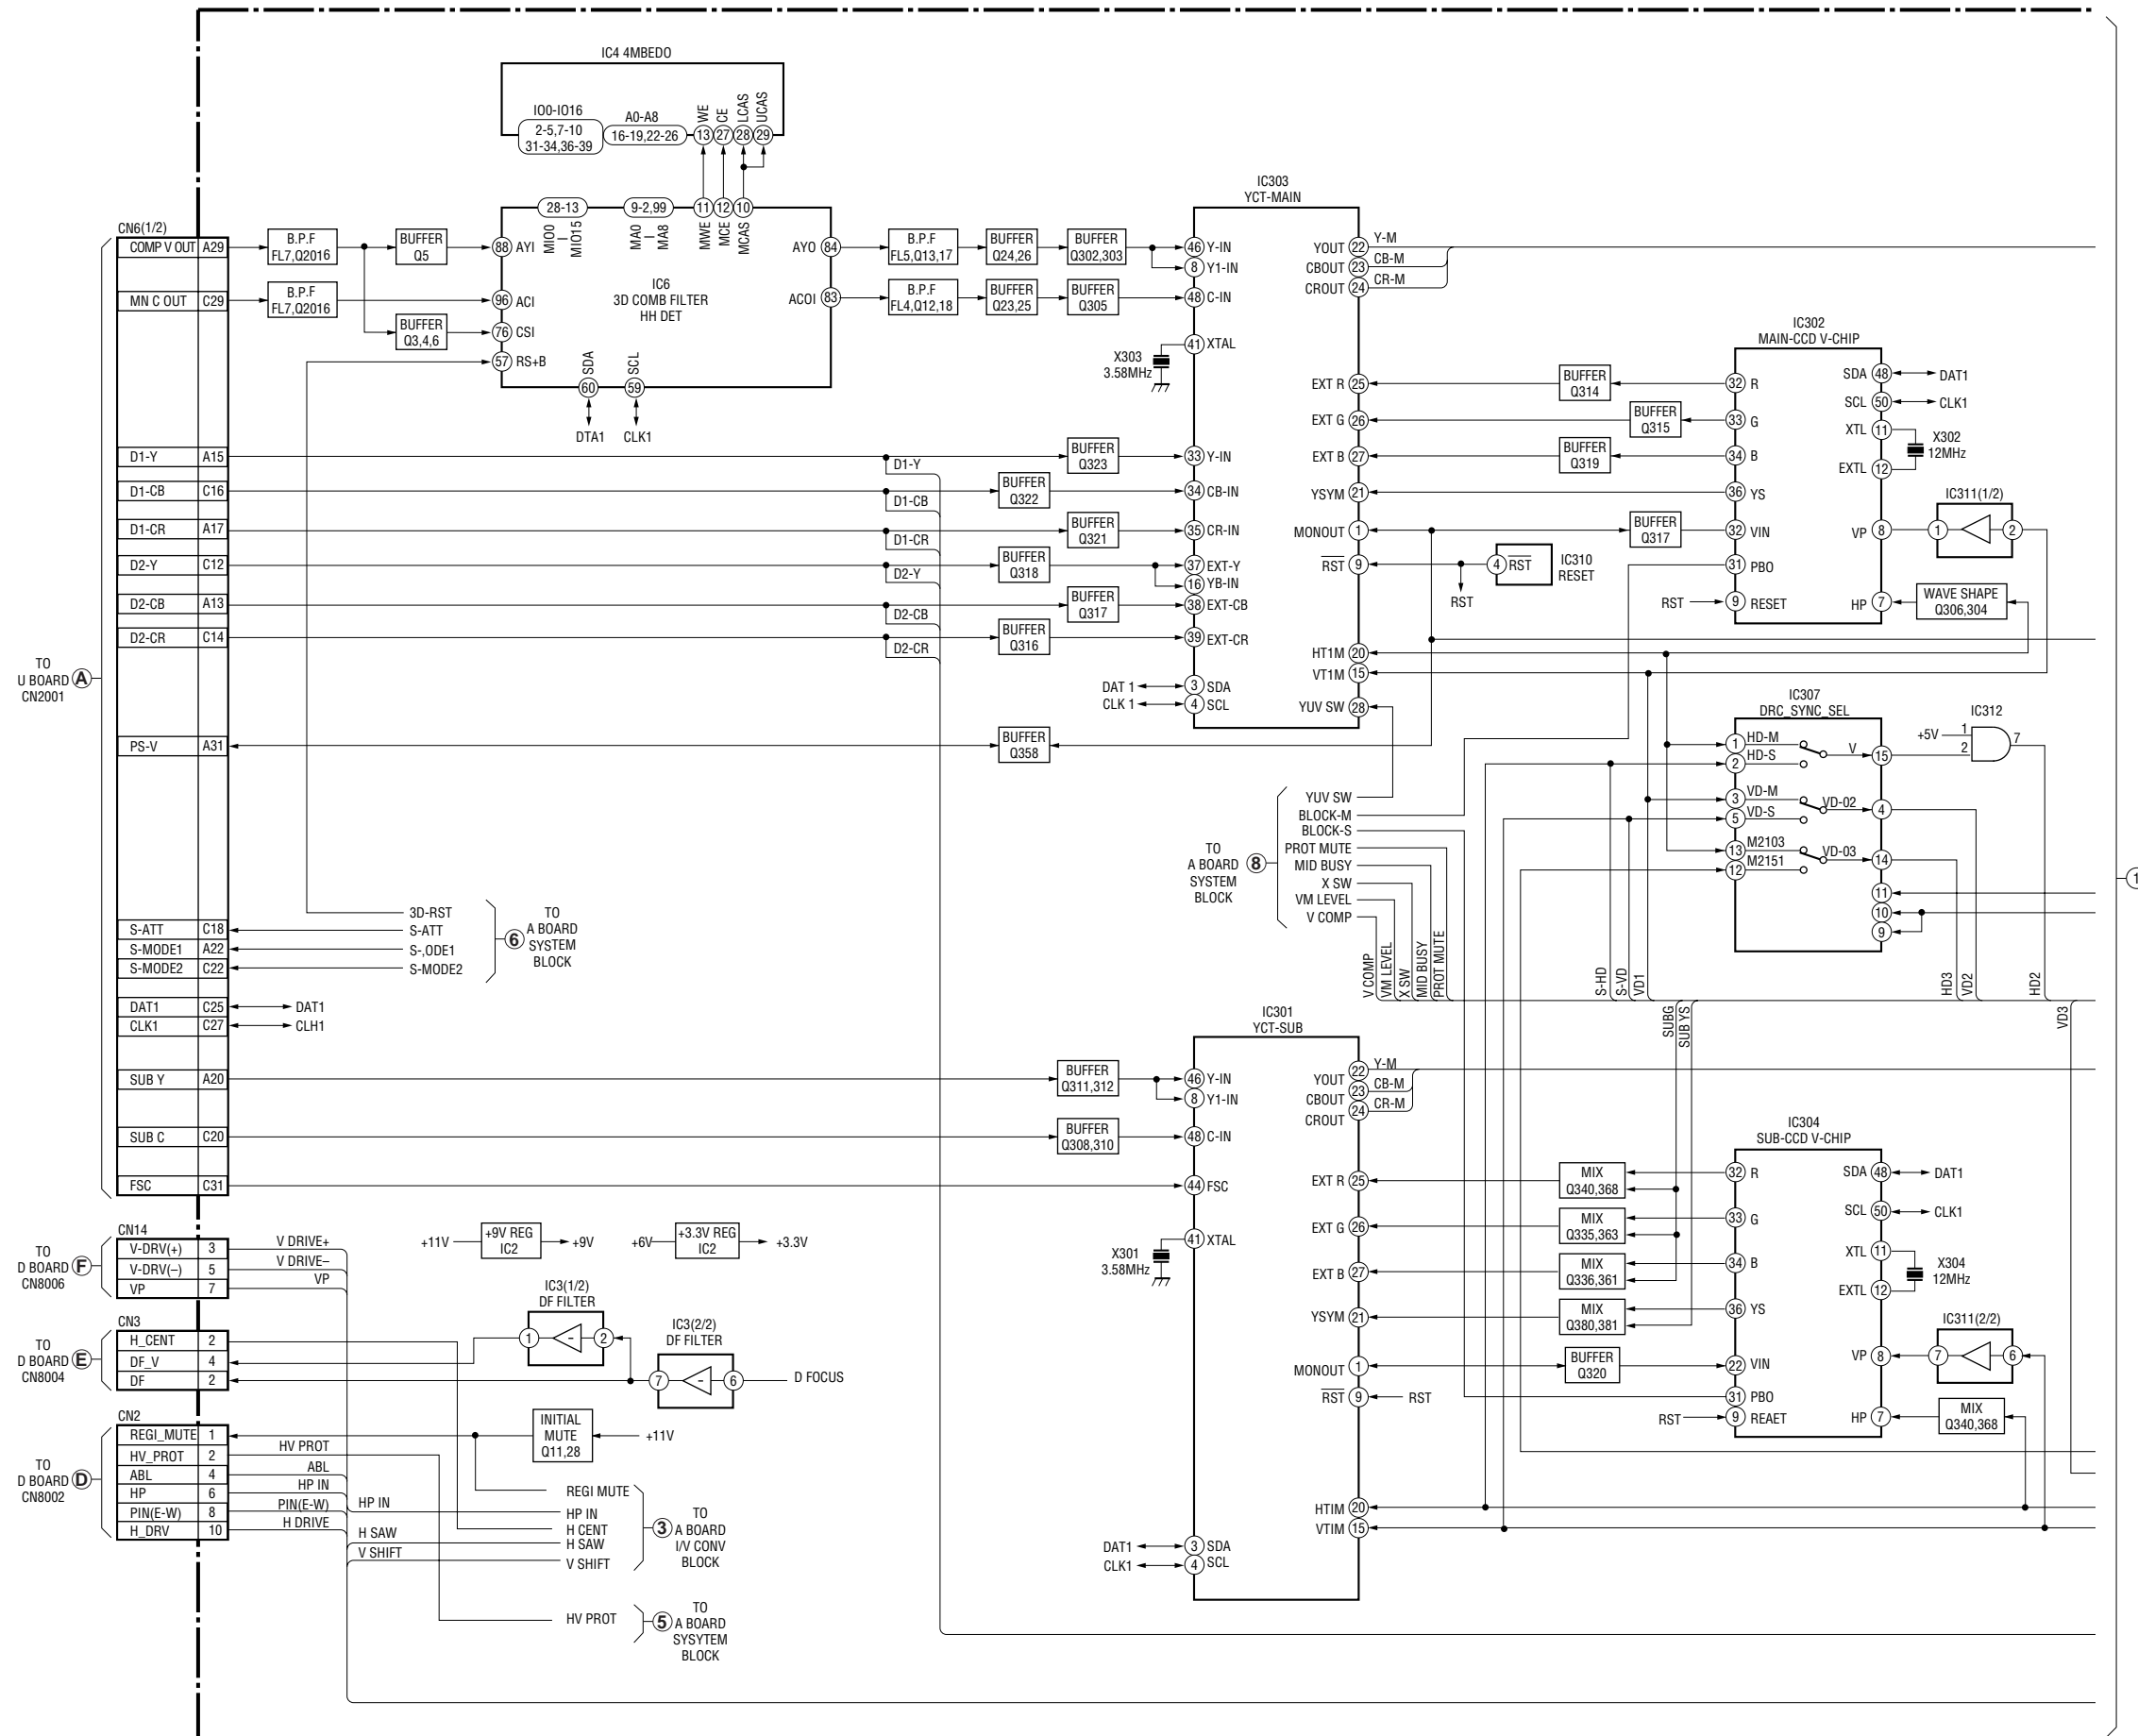 IC4 4MBEDO
IO0-IO16
2-5,7-10
31-34,36-39
A0-A8
16-19,22-26
WE
CE
LCAS
UCAS
13
27
28
29
CN6(1/2)
COMP V OUT A29
MN C OUT C29
B.P.F
FL7,Q2016
BUFFER
Q5
B.P.F
FL7,Q2016
BUFFER
Q3,4,6
28-13
9-2,99
11
12
10
MIO0
MIO15
MA0
MA8
MWE
MCE
MCAS
88 AYI
96 ACI
76 CSI
57 RS+B
IC6
3D COMB FILTER
HH DET
AYO 84
ACOI 83
SDA
SCL
60
59
DTA1
CLK1
B.P.F
FL5,Q13,17
BUFFER
Q24,26
BUFFER
Q302,303
B.P.F
FL4,Q12,18
BUFFER
Q23,25
BUFFER
Q305
IC303
YCT-MAIN
46 Y-IN
8 Y1-IN
48 C-IN
41 XTAL
X303
3.58MHz
33 Y-IN
34 CB-IN
35 CR-IN
37 EXT-Y
16 YB-IN
38 EXT-CB
39 EXT-CR
DAT 1 3 SDA
CLK 1 4 SCL
YOUT 22 Y-M
CBOUT 23 CB-M
CROUT 24 CR-M
EXT R 25
EXT G 26
EXT B 27
YSYM 21
MONOUT 1
RST 9
HT1M 20
VT1M 15
YUV SW 28
BUFFER
Q314
BUFFER
Q315
BUFFER
Q319
BUFFER
Q317
4 RST
IC310
RESET
RST
IC302
MAIN-CCD V-CHIP
32 R
33 G
34 B
36 YS
32 VIN
31 PBO
RST 9 RESET
SDA 48 DAT1
SCL 50 CLK1
XTL 11
X302
12MHz
EXTL 12
IC311(1/2)
VP 8
1
2
HP 7
WAVE SHAPE
Q306,304
D1-Y A15
D1-CB C16
D1-CR A17
D2-Y C12
D2-CB A13
D2-CR C14
D1-Y
D1-CB
D1-CR
D2-Y
D2-CB
D2-CR
BUFFER
Q323
BUFFER
Q322
BUFFER
Q321
BUFFER
Q318
BUFFER
Q317
BUFFER
Q316
TO
U BOARD A
CN2001
PS-V A31
BUFFER
Q358
IC307
DRC_SYNC_SEL
1 HD-M
2 HD-S
V 15
3 VD-M
5 VD-S
VD-02 4
13 M2103
12 M2151
VD-03 14
11
10
9
IC312
+5V 1
2
7
TO
A BOARD 8
SYSTEM
BLOCK
YUV SW
BLOCK-M
BLOCK-S
PROT MUTE
MID BUSY
X SW
VM LEVEL
V COMP
V COMP
VM LEVEL
X SW
MID BUSY
PROT MUTE
S-HD
S-VD
VD1
SUBG
SUB YS
HD3
VD2
HD2
VD3
1
S-ATT C18
S-MODE1 A22
S-MODE2 C22
3D-RST
S-ATT
S-,ODE1
S-MODE2
TO
6 A BOARD
SYSTEM
BLOCK
DAT1 C25 DAT1
CLK1 C27 CLH1
SUB Y A20
SUB C C20
FSC C31
BUFFER
Q311,312
BUFFER
Q308,310
IC301
YCT-SUB
46 Y-IN
8 Y1-IN
48 C-IN
44 FSC
41 XTAL
X301
3.58MHz
DAT1 3 SDA
CLK1 4 SCL
YOUT 22 Y-M
CBOUT 23 CB-M
CROUT 24 CR-M
EXT R 25
EXT G 26
EXT B 27
YSYM 21
MONOUT 1
RST 9 RST
HTIM 20
VTIM 15
MIX
Q340,368
MIX
Q335,363
MIX
Q336,361
MIX
Q380,381
BUFFER
Q320
IC304
SUB-CCD V-CHIP
32 R
33 G
34 B
36 YS
22 VIN
31 PBO
RST 9 REAET
SDA 48 DAT1
SCL 50 CLK1
XTL 11
X304
12MHz
EXTL 12
IC311(2/2)
VP 8
7
6
HP 7
MIX
Q340,368
CN14
V-DRV(+) 3 V DRIVE+
V-DRV(–) 5 V DRIVE–
VP 7 VP
TO
D BOARD F
CN8006
+11V
+9V REG
IC2
+9V
+6V
+3.3V REG
IC2
+3.3V
CN3
H_CENT 2
DF_V 4
DF 2
TO
D BOARD E
CN8004
IC3(1/2)
DF FILTER
1
2
IC3(2/2)
DF FILTER
7
6
D FOCUS
CN2
REGI_MUTE 1
HV_PROT 2 HV PROT
ABL 4 ABL
HP 6 HP IN
PIN(E-W) 8 PIN(E-W)
H_DRV 10 H DRIVE
TO
D BOARD D
CN8002
INITIAL
MUTE
Q11,28
+11V
HP IN
H SAW
V SHIFT
REGI MUTE
HP IN
H CENT
H SAW
V SHIFT
TO
3 A BOARD
I/V CONV
BLOCK
HV PROT
TO
5 A BOARD
SYSYTEM
BLOCK